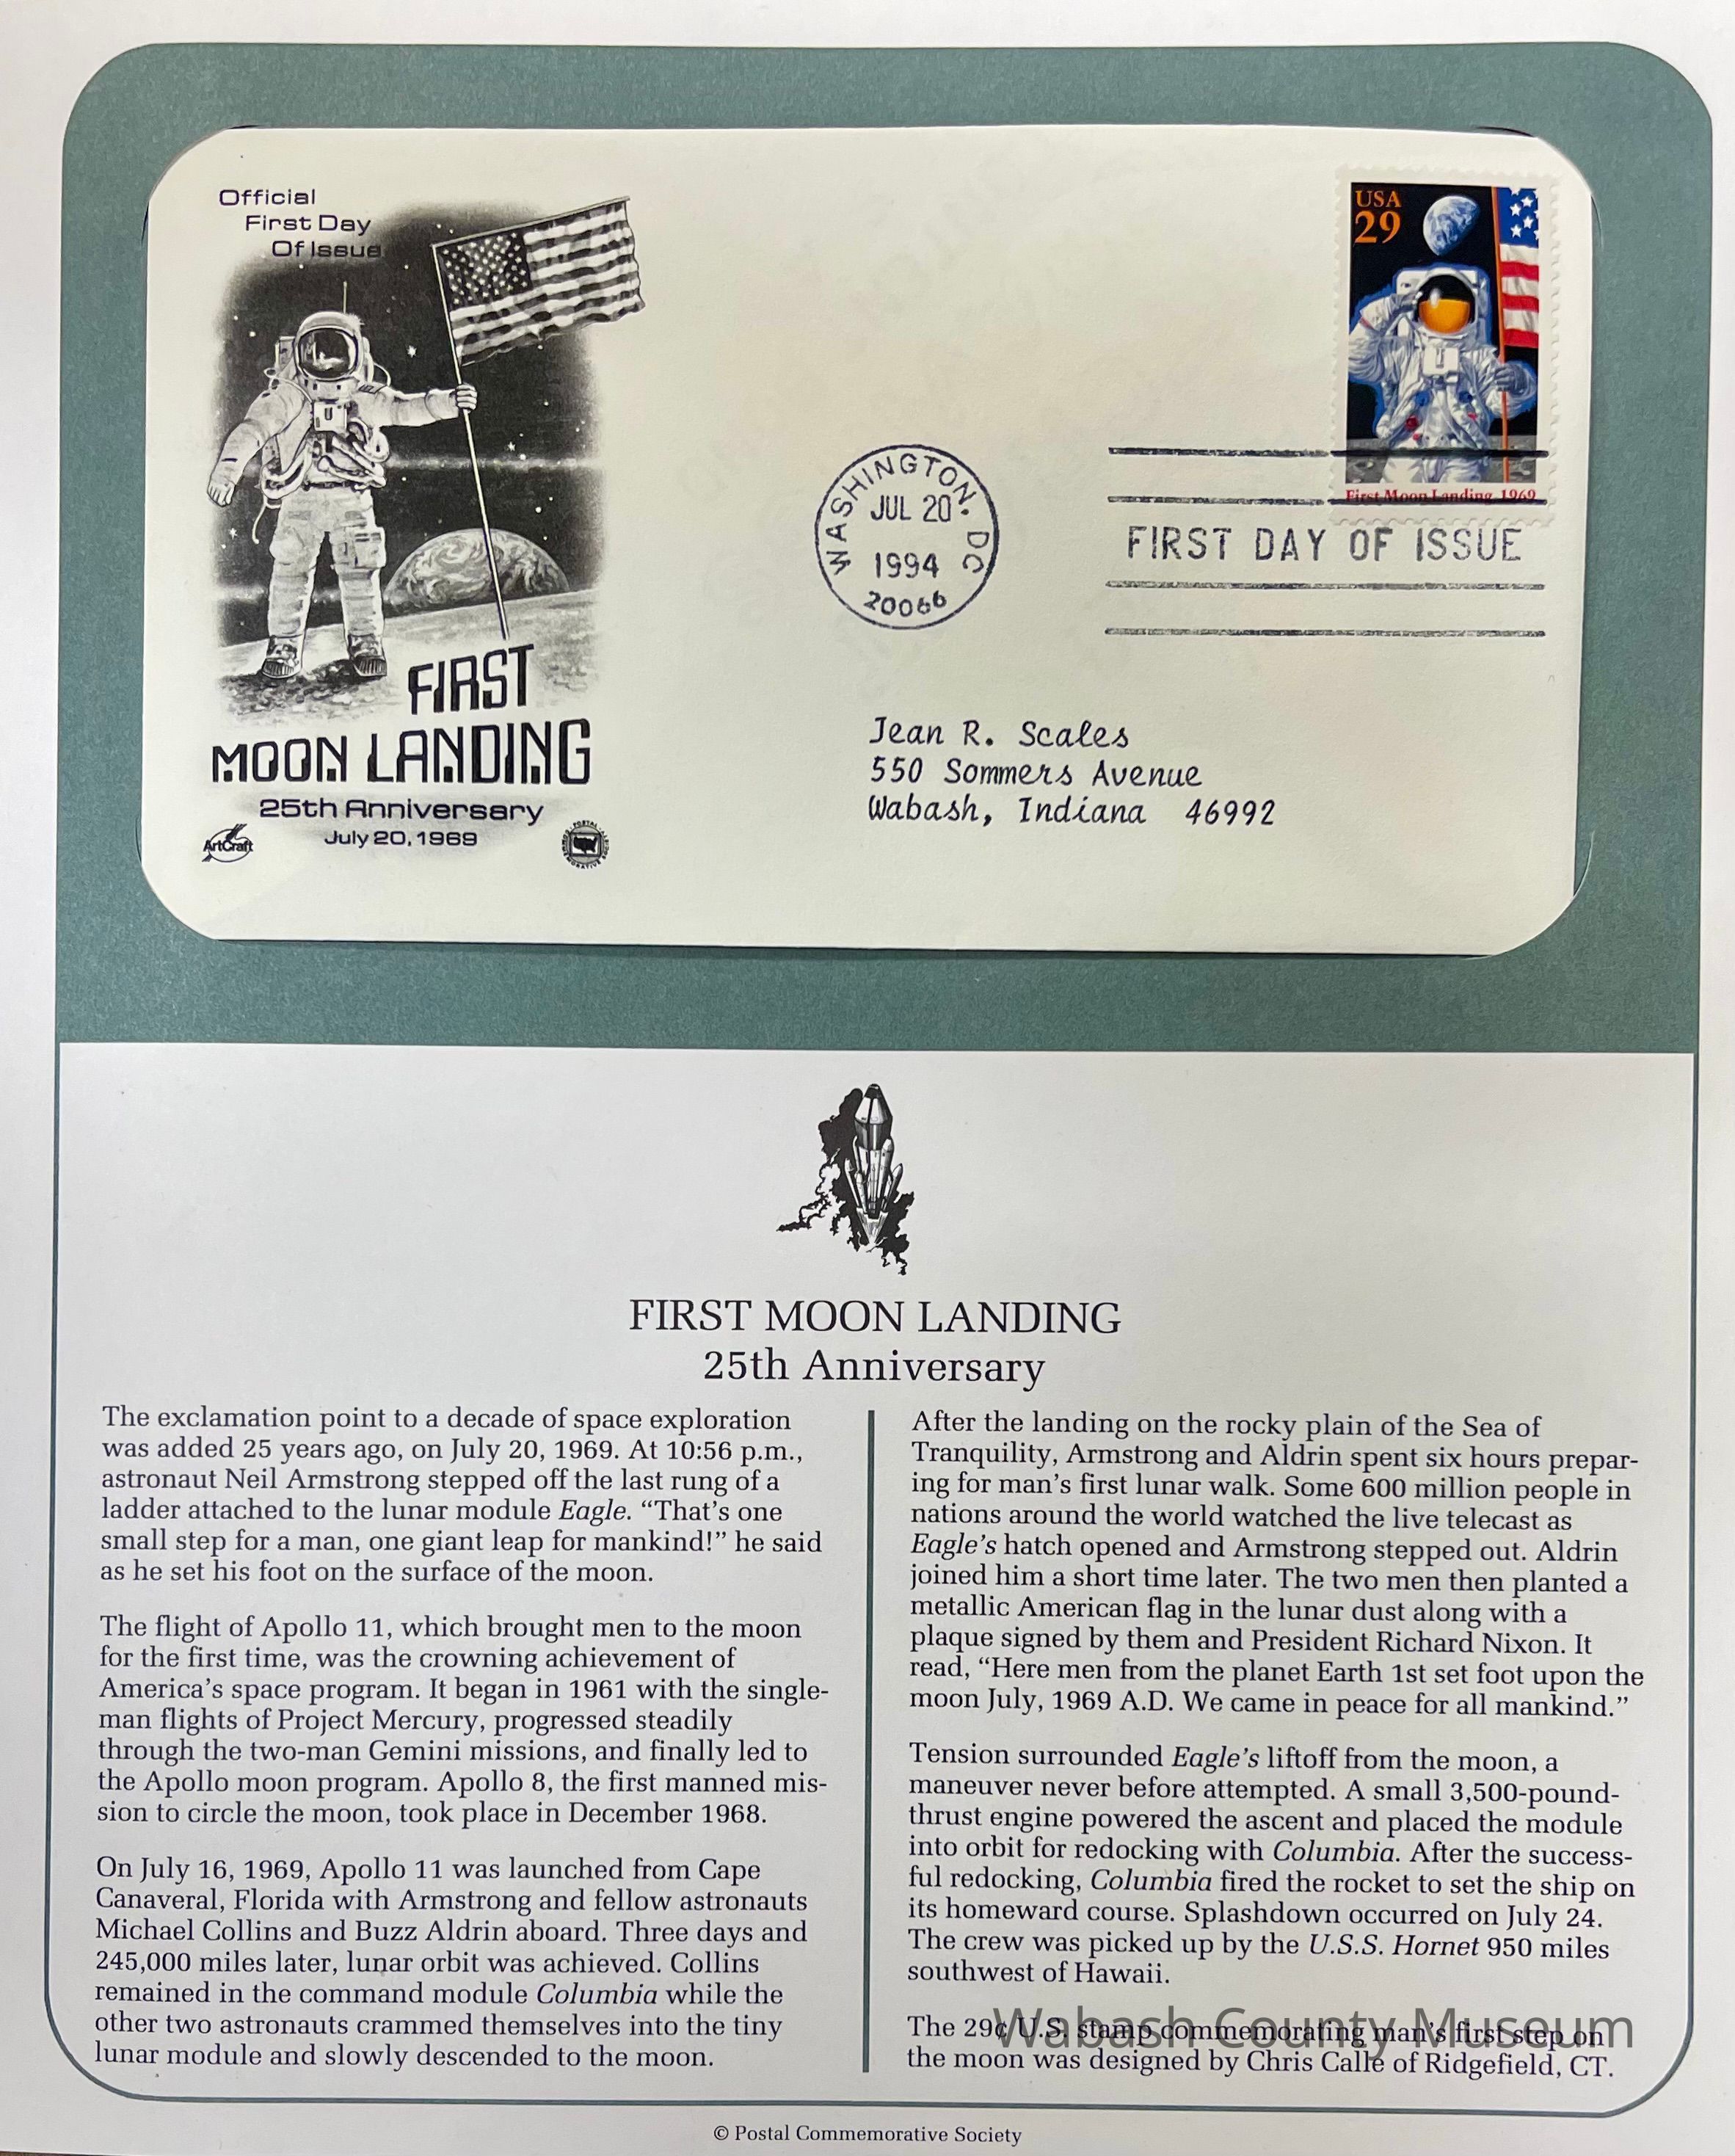 Official
First Day
Of Issue
USA
29
First Moon Landing, 1969
WASHINGTON, DC
JUL 20
1994
20066
FIRST DAY OF ISSUE
FIRST
MOON LANDING
25th Anniversary
July 20, 1969
ArtCraft
POSTAL COMMEMORATIVE SOCIETY
Jean R. Scales
550 Sommers Avenue
Wabash, Indiana 46992
FIRST MOON LANDING
25th Anniversary
The exclamation point to a decade of space exploration
was added 25 years ago, on July 20, 1969. At 10:56 p.m.,
astronaut Neil Armstrong stepped off the last rung of a
ladder attached to the lunar module Eagle. “That’s one
small step for a man, one giant leap for mankind!” he said
as he set his foot on the surface of the moon.
The flight of Apollo 11, which brought men to the moon
for the first time, was the crowning achievement of
America’s space program. It began in 1961 with the single-
man flights of Project Mercury, progressed steadily
through the two-man Gemini missions, and finally led to
the Apollo moon program. Apollo 8, the first manned mis-
sion to circle the moon, took place in December 1968.
On July 16, 1969, Apollo 11 was launched from Cape
Canaveral, Florida with Armstrong and fellow astronauts
Michael Collins and Buzz Aldrin aboard. Three days and
245,000 miles later, lunar orbit was achieved. Collins
remained in the command module Columbia while the
other two astronauts crammed themselves into the tiny
lunar module and slowly descended to the moon.
After the landing on the rocky plain of the Sea of
Tranquility, Armstrong and Aldrin spent six hours prepar-
ing for man’s first lunar walk. Some 600 million people in
nations around the world watched the live telecast as
Eagle’s hatch opened and Armstrong stepped out. Aldrin
joined him a short time later. The two men then planted a
metallic American flag in the lunar dust along with a
plaque signed by them and President Richard Nixon. It
read, “Here men from the planet Earth 1st set foot upon the
moon July, 1969 A.D. We came in peace for all mankind.”
Tension surrounded Eagle’s liftoff from the moon, a
maneuver never before attempted. A small 3,500-pound-
thrust engine powered the ascent and placed the module
into orbit for redocking with Columbia. After the success-
ful redocking, Columbia fired the rocket to set the ship on
its homeward course. Splashdown occurred on July 24.
The crew was picked up by the U.S.S. Hornet 950 miles
southwest of Hawaii.
The 29¢ U.S. stamp commemorating man’s first step on
the moon was designed by Chris Calle of Ridgefield, CT.
Wabash County Museum
© Postal Commemorative Society